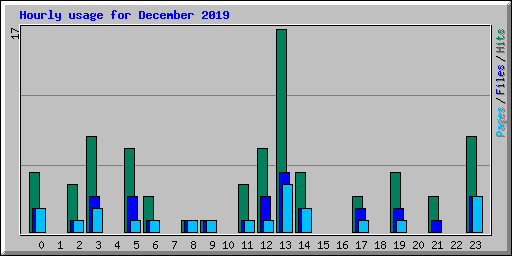 Hourly usage for December 2019
17
Pages / Files / Hits
0 1 2 3 4 5 6 7 8 9 10 11 12 13 14 15 16 17 18 19 20 21 22 23